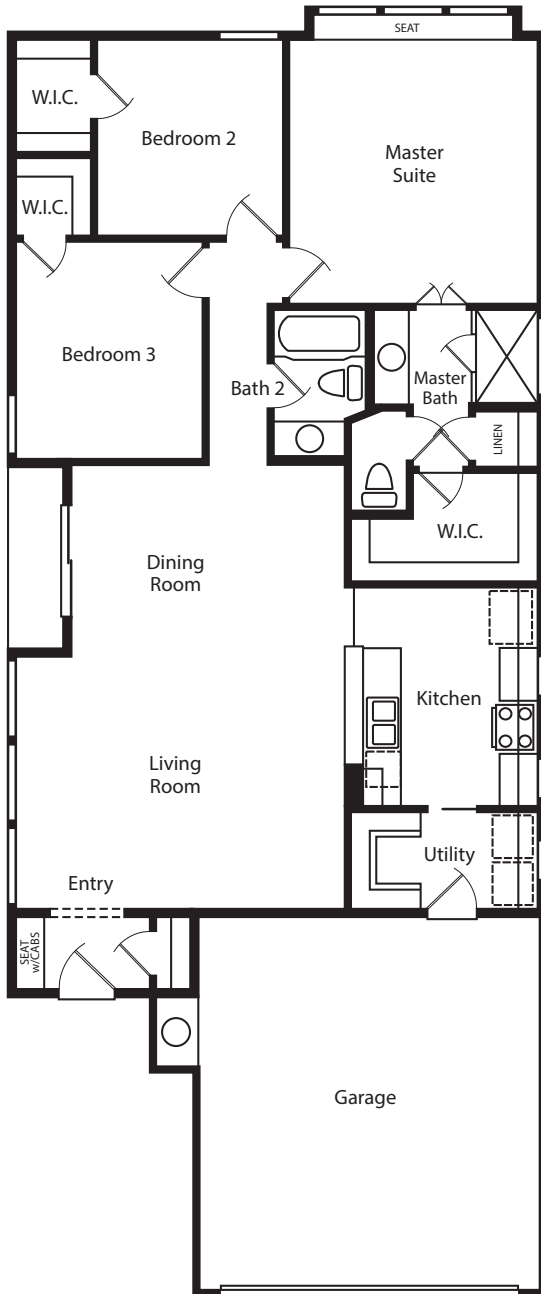 SEAT
W.I.C.
Bedroom 2
Master
Suite
W.I.C.
Bedroom 3
Bath 2
Master
Bath
LINEN
W.I.C.
Dining
Room
Kitchen
Living
Room
Utility
Entry
SEAT
w/CABS
Garage